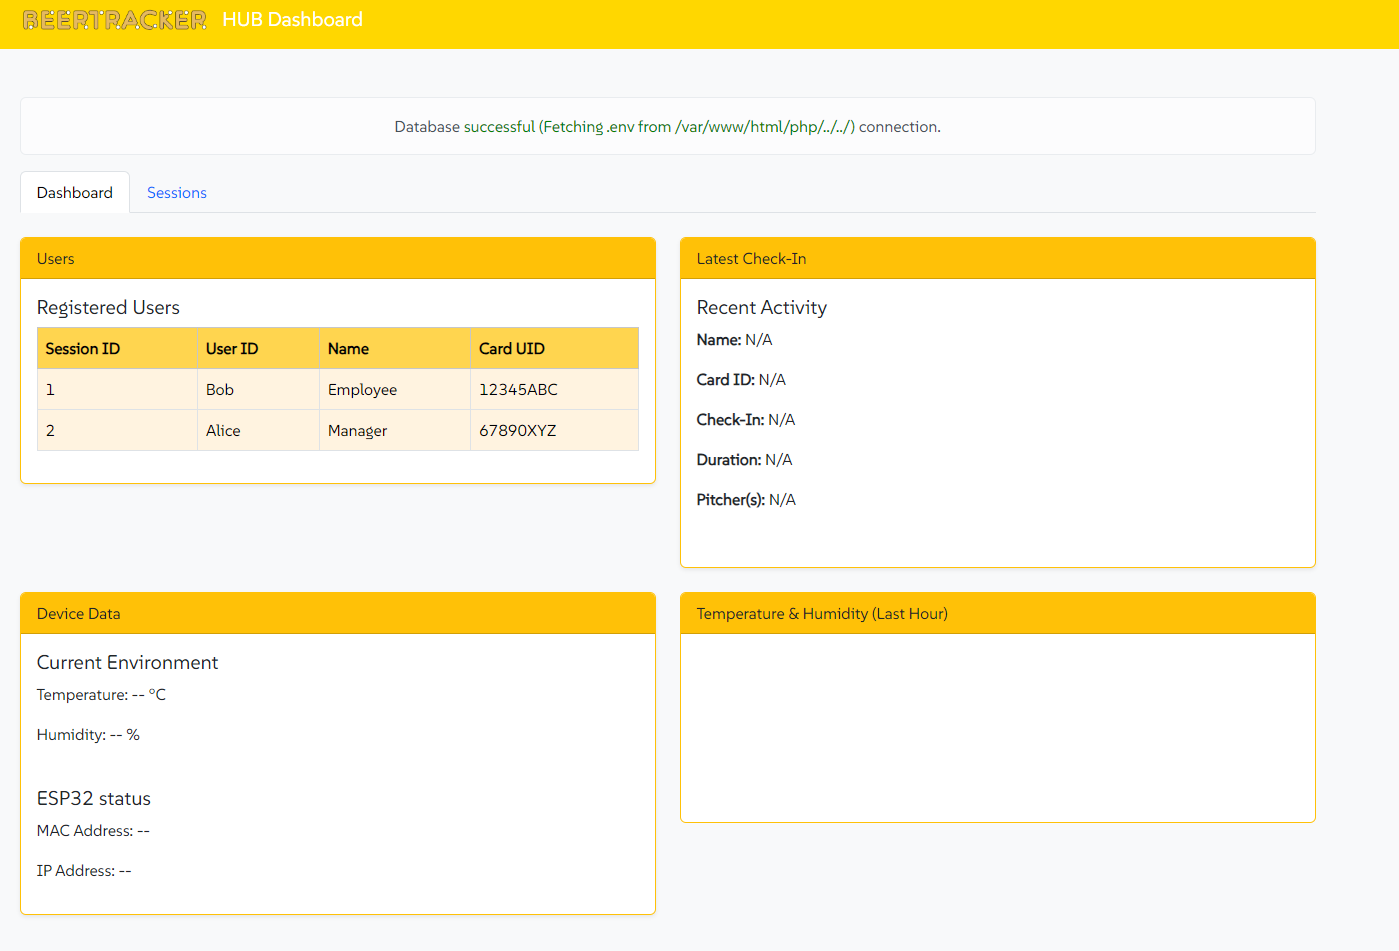 BEERTRACKER HUB Dashboard
Database successful (Fetching .env from /var/www/html/php/../../) connection.
Dashboard Sessions
Users
Registered Users
Session ID User ID Name Card UID
1 Bob Employee 12345ABC
2 Alice Manager 67890XYZ
Latest Check-In
Recent Activity
Name: N/A
Card ID: N/A
Check-In: N/A
Duration: N/A
Pitcher(s): N/A
Device Data
Current Environment
Temperature: -- °C
Humidity: -- %
ESP32 status
MAC Address: --
IP Address: --
Temperature & Humidity (Last Hour)